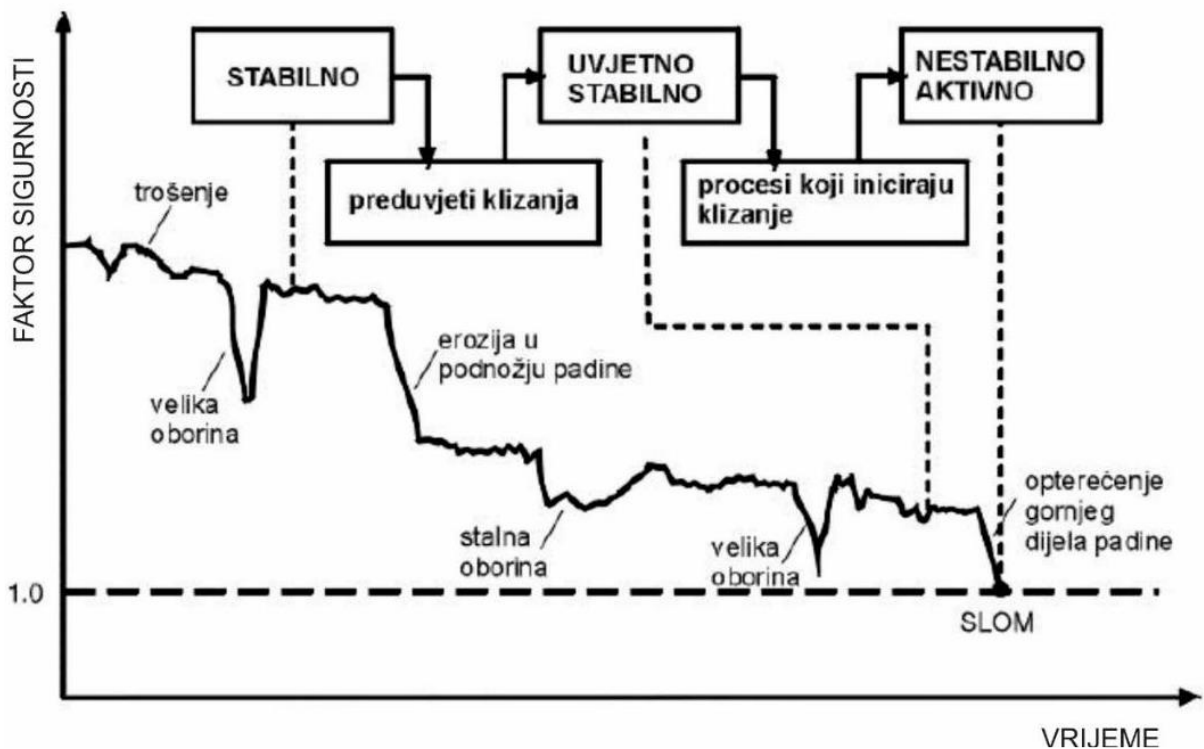 FAKTOR SIGURNOSTI
STABILNO
UVJETNO
STABILNO
NESTABILNO
AKTIVNO
preduvjeti klizanja
procesi koji iniciraju
klizanje
trošenje
velika
oborina
erozija u
podnožju padine
stalna
oborina
velika
oborina
opterečenje
gornjeg
dijela padine
1.0
SLOM
VRIJEME